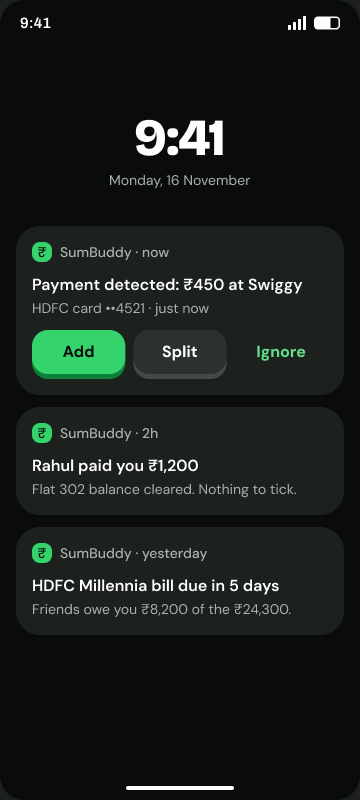 9:41
9:41
Monday, 16 November
₹ SumBuddy · now
Payment detected: ₹450 at Swiggy
HDFC card ••4521 · just now
Add Split Ignore
₹ SumBuddy · 2h
Rahul paid you ₹1,200
Flat 302 balance cleared. Nothing to tick.
₹ SumBuddy · yesterday
HDFC Millennia bill due in 5 days
Friends owe you ₹8,200 of the ₹24,300.